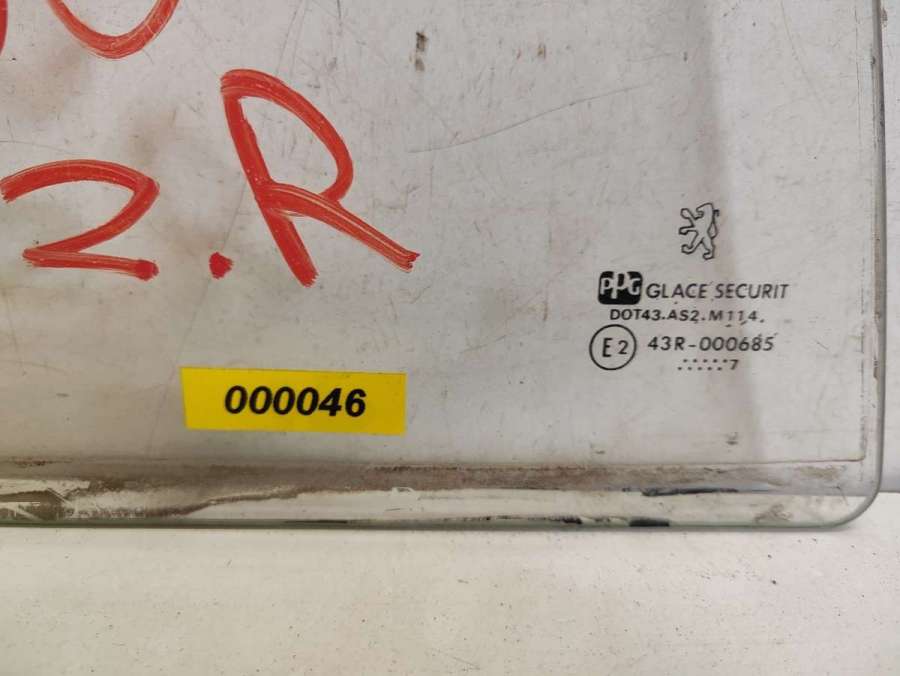 2.R
PPG GLACE SECURIT
DOT43.AS2.M114.
E2 43R-000685
.....7
000046